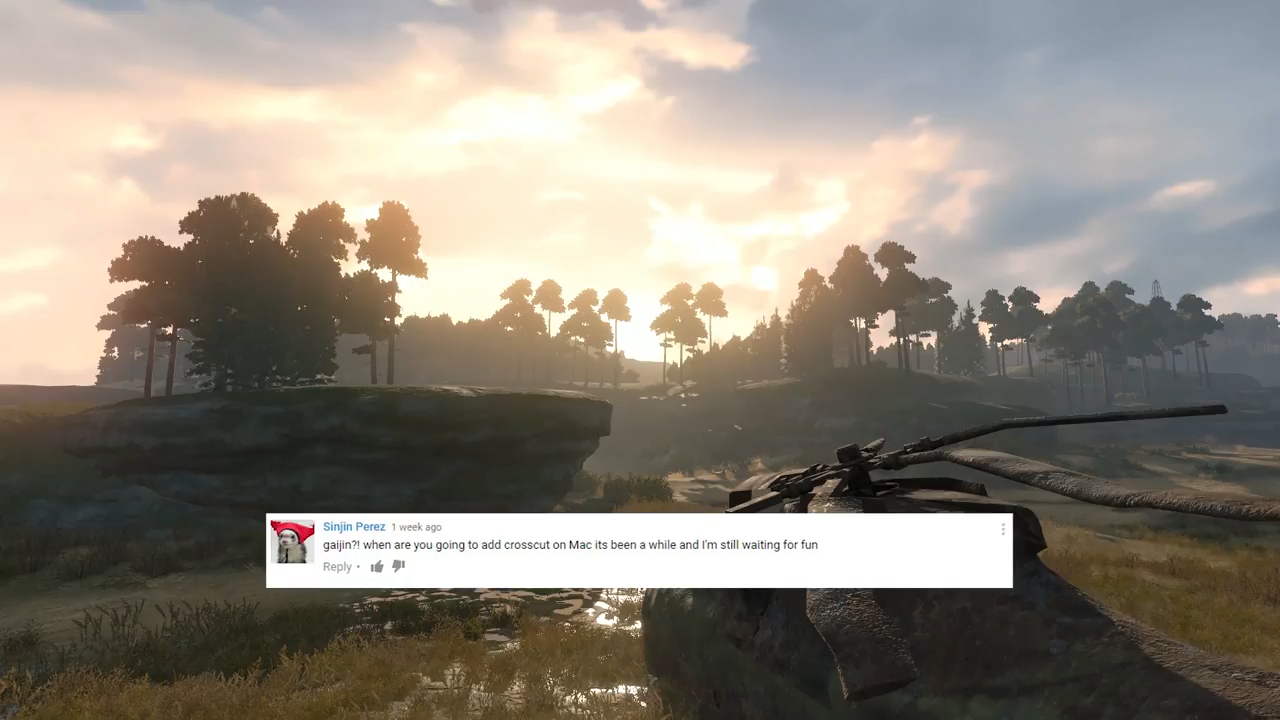 Sinjin Perez 1 week ago
gaijin?! when are you going to add crosscut on Mac its been a while and I'm still waiting for fun
Reply •